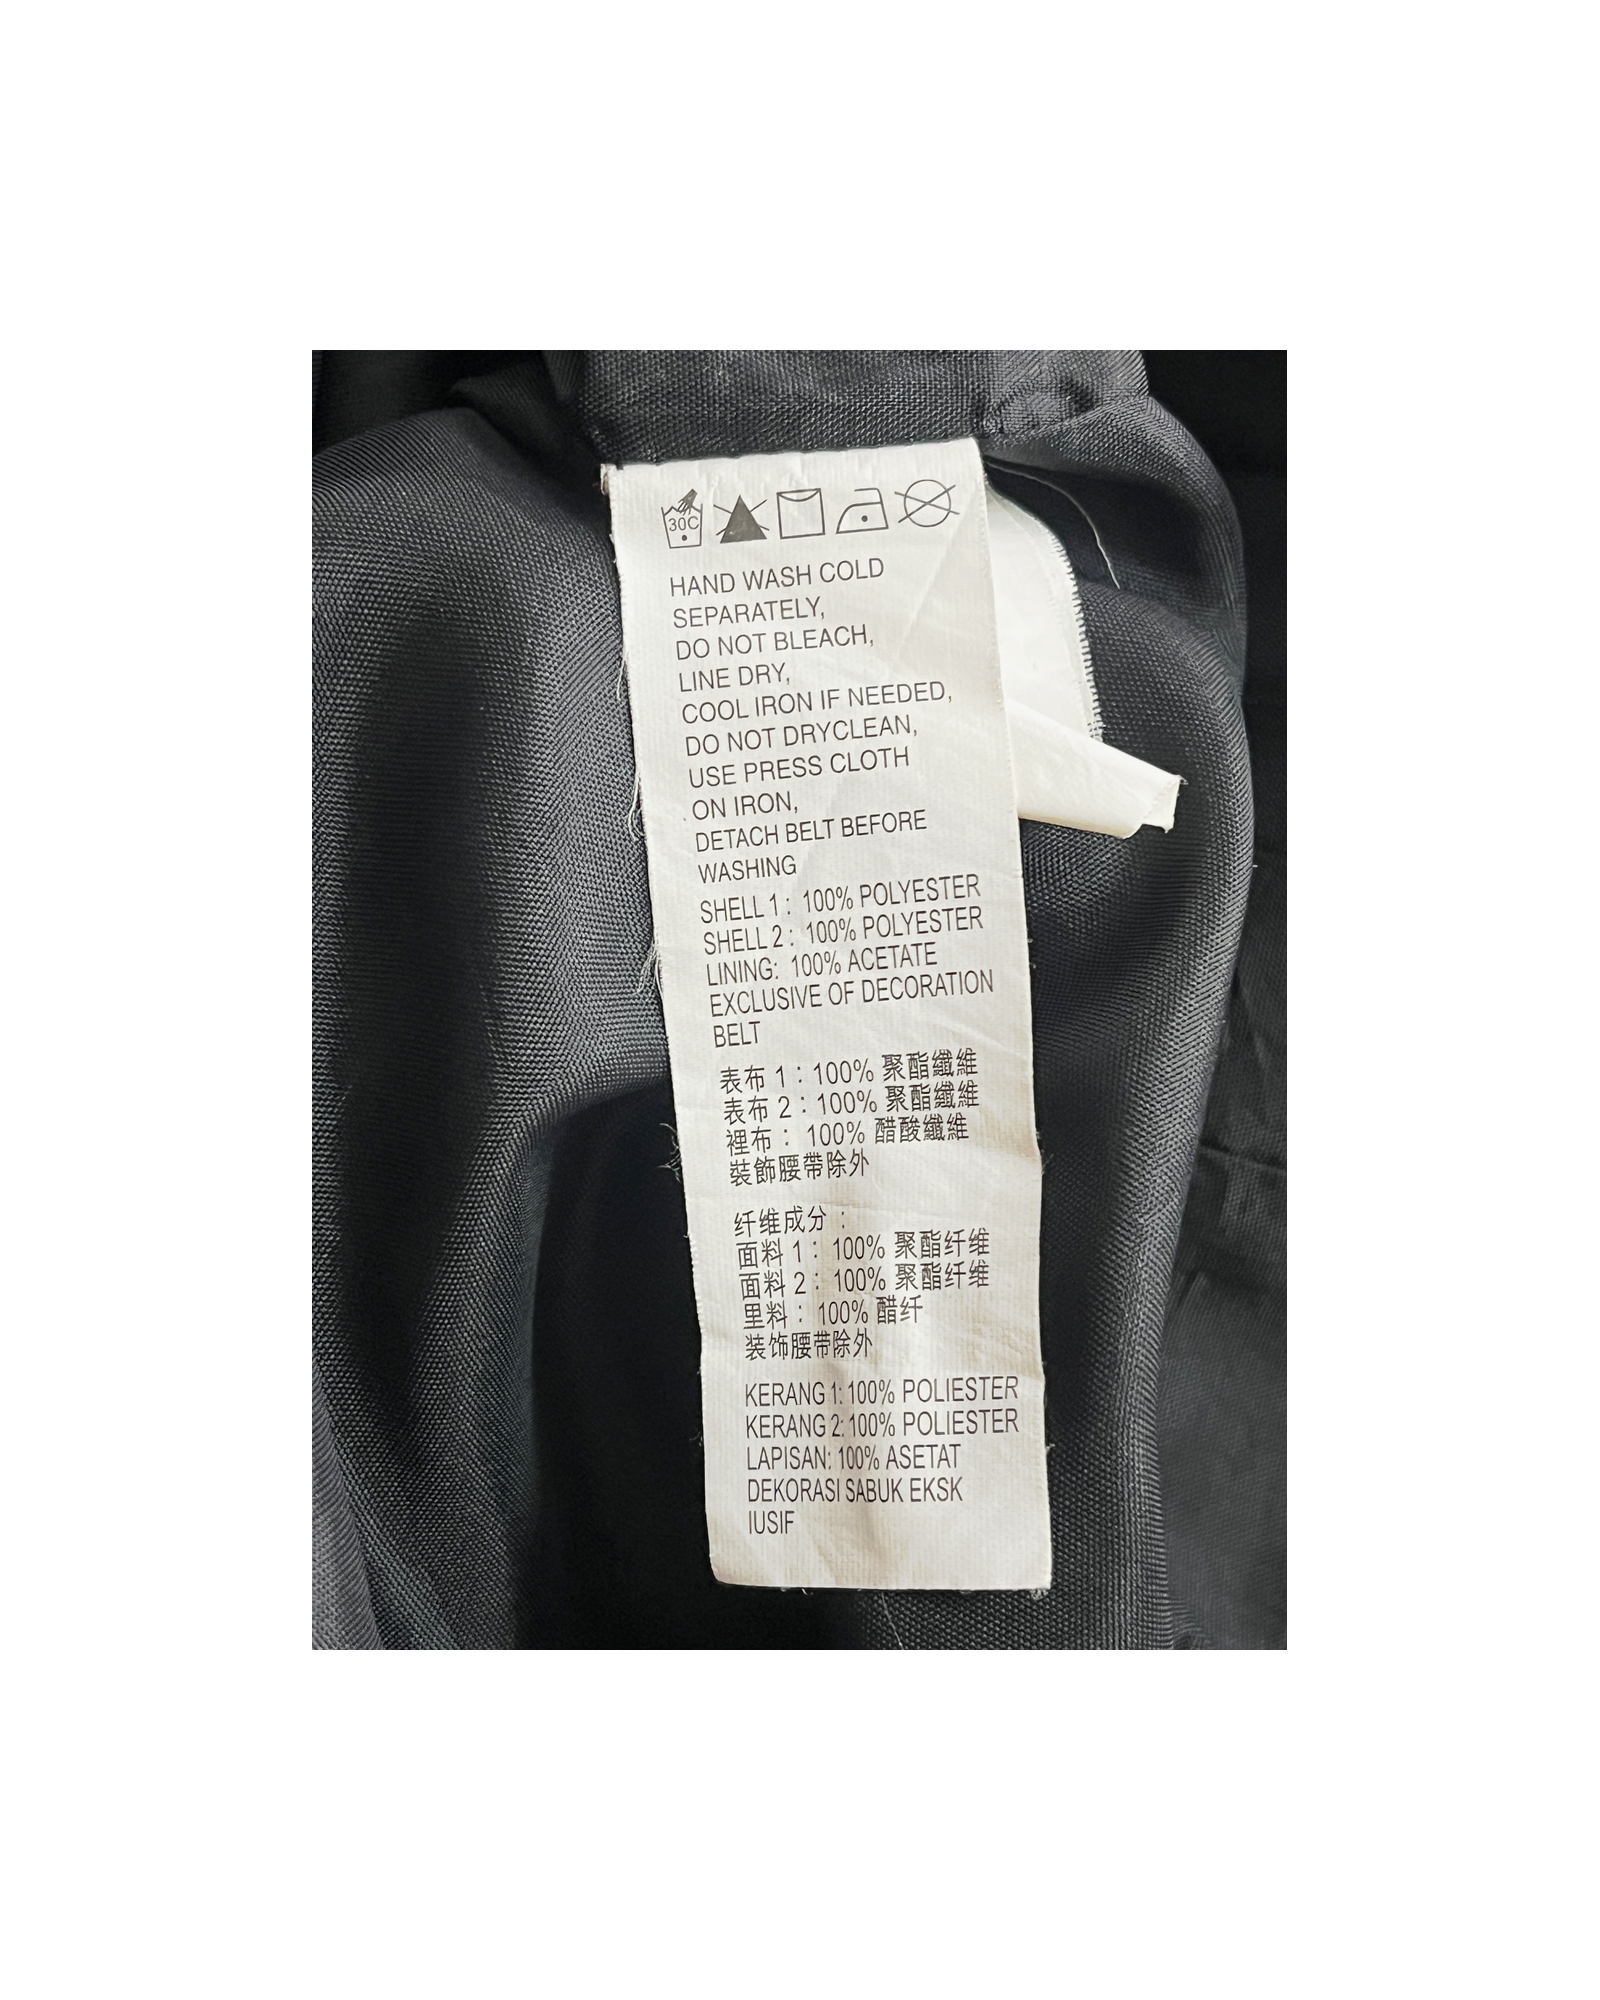 30C
HAND WASH COLD
SEPARATELY,
DO NOT BLEACH,
LINE DRY,
COOL IRON IF NEEDED,
DO NOT DRYCLEAN,
USE PRESS CLOTH
ON IRON,
DETACH BELT BEFORE
WASHING
SHELL 1 : 100% POLYESTER
SHELL 2 : 100% POLYESTER
LINING: 100% ACETATE
EXCLUSIVE OF DECORATION
BELT
表布 1 : 100% 聚酯纖維
表布 2 : 100% 聚酯纖維
裡布 : 100% 醋酸纖維
裝飾腰帶除外
纤维成分 :
面料 1 : 100% 聚酯纤维
面料 2 : 100% 聚酯纤维
里料 : 100% 醋纤
装饰腰带除外
KERANG 1: 100% POLIESTER
KERANG 2: 100% POLIESTER
LAPISAN: 100% ASETAT
DEKORASI SABUK EKSK
IUSIF